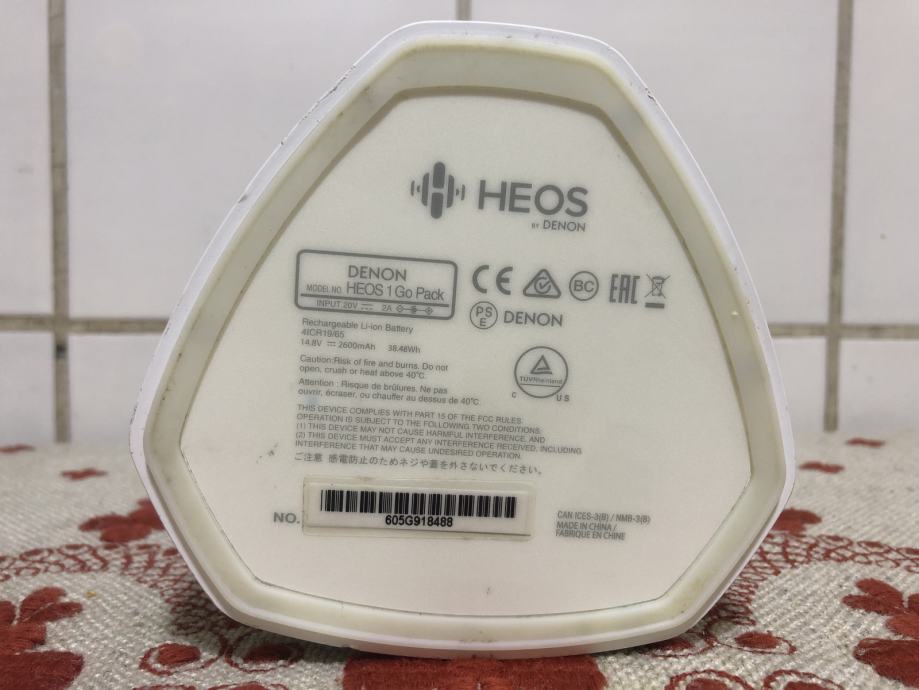 HEOS
BY DENON
DENON
MODEL NO. HEOS 1 Go Pack
INPUT 20V ⎓ 2A
CE BC EAC
PSE DENON
Rechargeable Li-ion Battery
4ICR19/65
14.8V ⎓ 2600mAh 38.48Wh
Caution:Risk of fire and burns. Do not
open, crush or heat above 40°C.
Attention : Risque de brûlures. Ne pas
ouvrir, écraser, ou chauffer au dessus de 40°C.
TÜVRheinland
C US
THIS DEVICE COMPLIES WITH PART 15 OF THE FCC RULES.
OPERATION IS SUBJECT TO THE FOLLOWING TWO CONDITIONS:
(1) THIS DEVICE MAY NOT CAUSE HARMFUL INTERFERENCE, AND
(2) THIS DEVICE MUST ACCEPT ANY INTERFERENCE RECEIVED, INCLUDING
INTERFERENCE THAT MAY CAUSE UNDESIRED OPERATION.
ご注意 感電防止のためネジや蓋を外さないでください。
NO. 605G918488
CAN ICES-3(B) / NMB-3(B)
MADE IN CHINA /
FABRIQUE EN CHINE